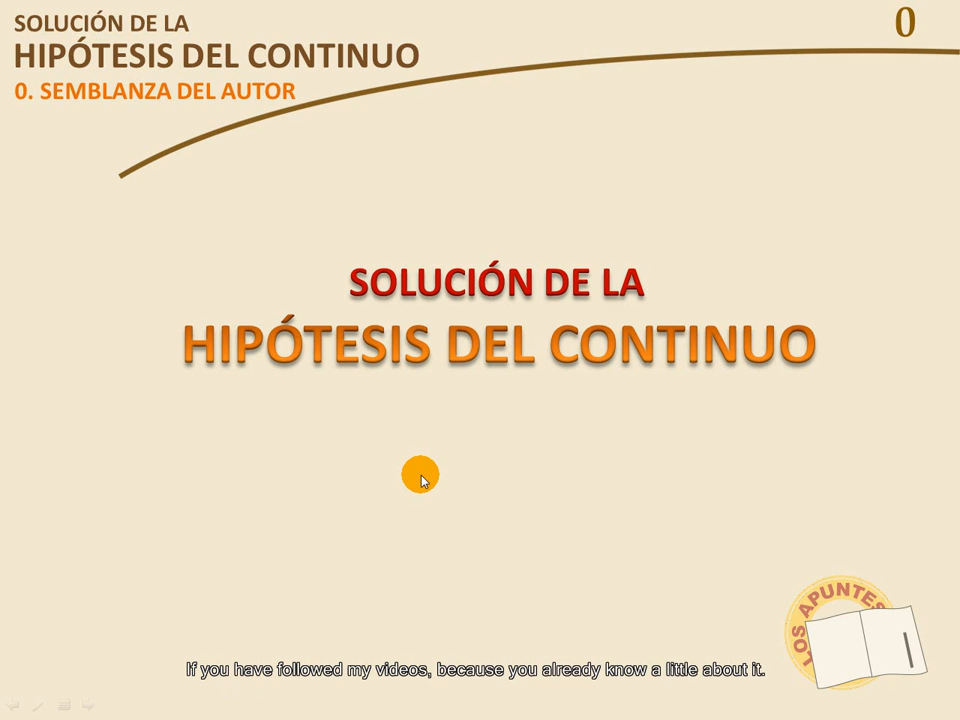 SOLUCIÓN DE LA
HIPÓTESIS DEL CONTINUO
0. SEMBLANZA DEL AUTOR
0
SOLUCIÓN DE LA
HIPÓTESIS DEL CONTINUO
LOS APUNTES
If you have followed my videos, because you already know a little about it.